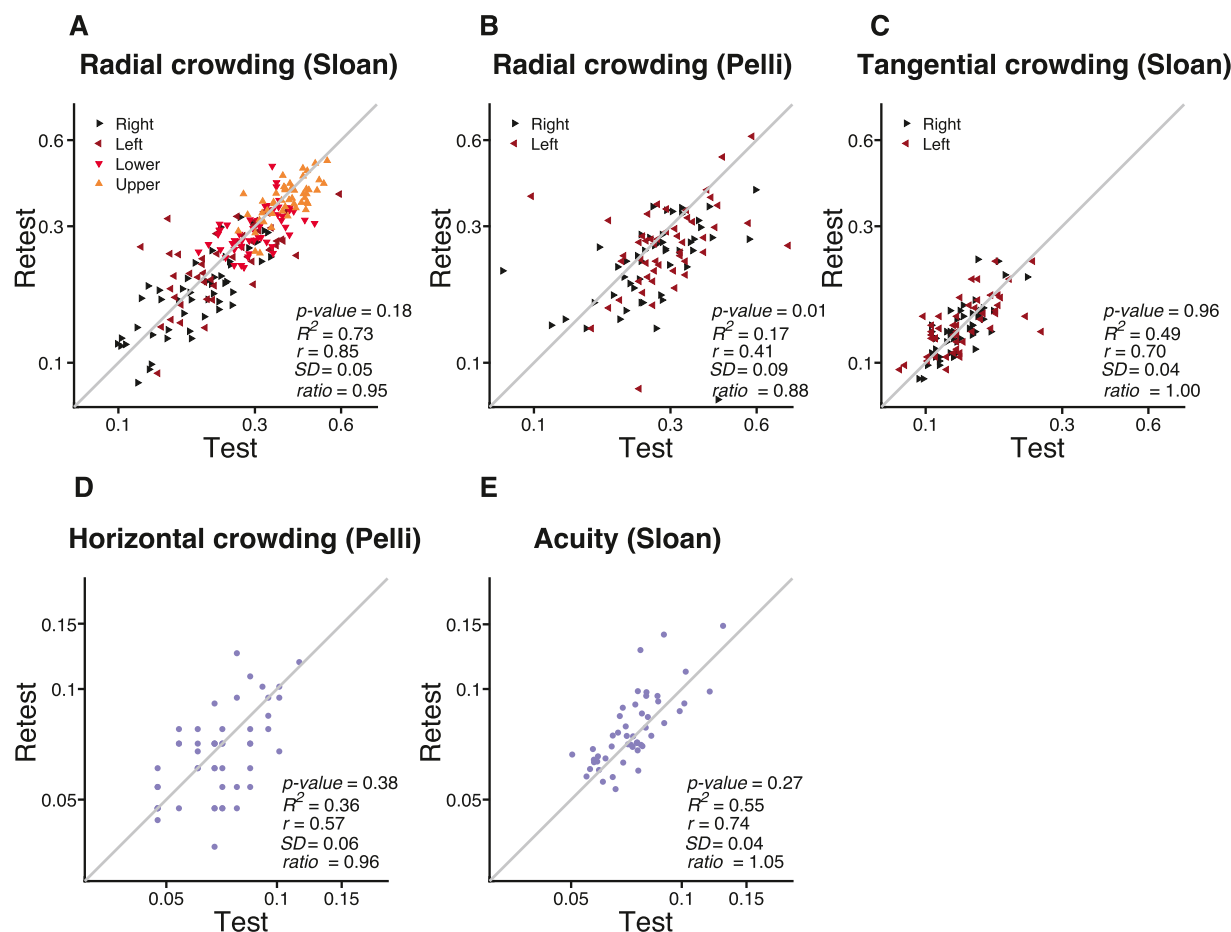 A
Radial crowding (Sloan)
Right
Left
Lower
Upper
0.6
0.3
0.1
Retest
p-value = 0.18
R2 = 0.73
r = 0.85
SD = 0.05
ratio = 0.95
0.1 0.3 0.6
Test
B
Radial crowding (Pelli)
Right
Left
0.6
0.3
0.1
Retest
p-value = 0.01
R2 = 0.17
r = 0.41
SD = 0.09
ratio = 0.88
0.1 0.3 0.6
Test
C
Tangential crowding (Sloan)
Right
Left
0.6
0.3
0.1
Retest
p-value = 0.96
R2 = 0.49
r = 0.70
SD = 0.04
ratio = 1.00
0.1 0.3 0.6
Test
D
Horizontal crowding (Pelli)
0.15
0.1
0.05
Retest
p-value = 0.38
R2 = 0.36
r = 0.57
SD = 0.06
ratio = 0.96
0.05 0.1 0.15
Test
E
Acuity (Sloan)
0.15
0.1
0.05
Retest
p-value = 0.27
R2 = 0.55
r = 0.74
SD = 0.04
ratio = 1.05
0.05 0.1 0.15
Test